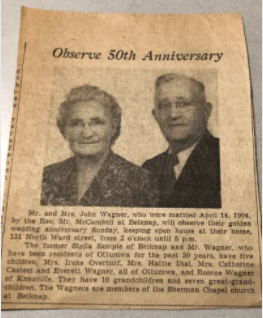 Observe 50th Anniversary
Mr. and Mrs. John Wagner, who were married April 14, 1904,
by the Rev. Mr. McCambell at Belknap, will observe their golden
wedding anniversary Sunday, keeping open house at their home,
131 North Ward street, from 2 o'clock until 5 p.m.
The former Stella Sample of Belknap and Mr. Wagner, who
have been residents of Ottumwa for the past 30 years, have five
children, Mrs. Irene Overturf, Mrs. Hattie Dial, Mrs. Catherine
Casteel and Everett Wagner, all of Ottumwa, and Roscoe Wagner
of Knoxville. They have 10 grandchildren and seven great-grand-
children. The Wagners are members of the Sherman Chapel church
at Belknap.